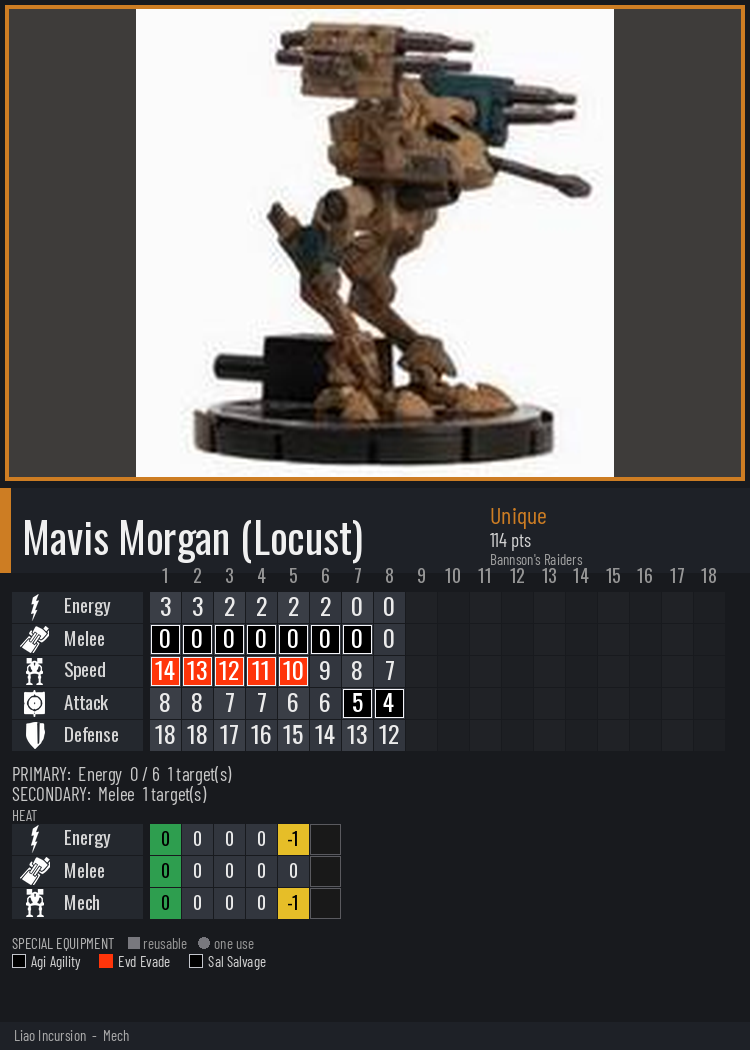 Mavis Morgan (Locust)
Unique
114 pts
Bannson's Raiders
1 2 3 4 5 6 7 8 9 10 11 12 13 14 15 16 17 18
Energy 3 3 2 2 2 2 0 0
Melee 0 0 0 0 0 0 0 0
Speed 14 13 12 11 10 9 8 7
Attack 8 8 7 7 6 6 5 4
Defense 18 18 17 16 15 14 13 12
PRIMARY: Energy 0 / 6 1 target(s)
SECONDARY: Melee 1 target(s)
HEAT
Energy 0 0 0 0 -1
Melee 0 0 0 0 0
Mech 0 0 0 0 -1
SPECIAL EQUIPMENT reusable one use
Agi Agility Evd Evade Sal Salvage
Liao Incursion - Mech